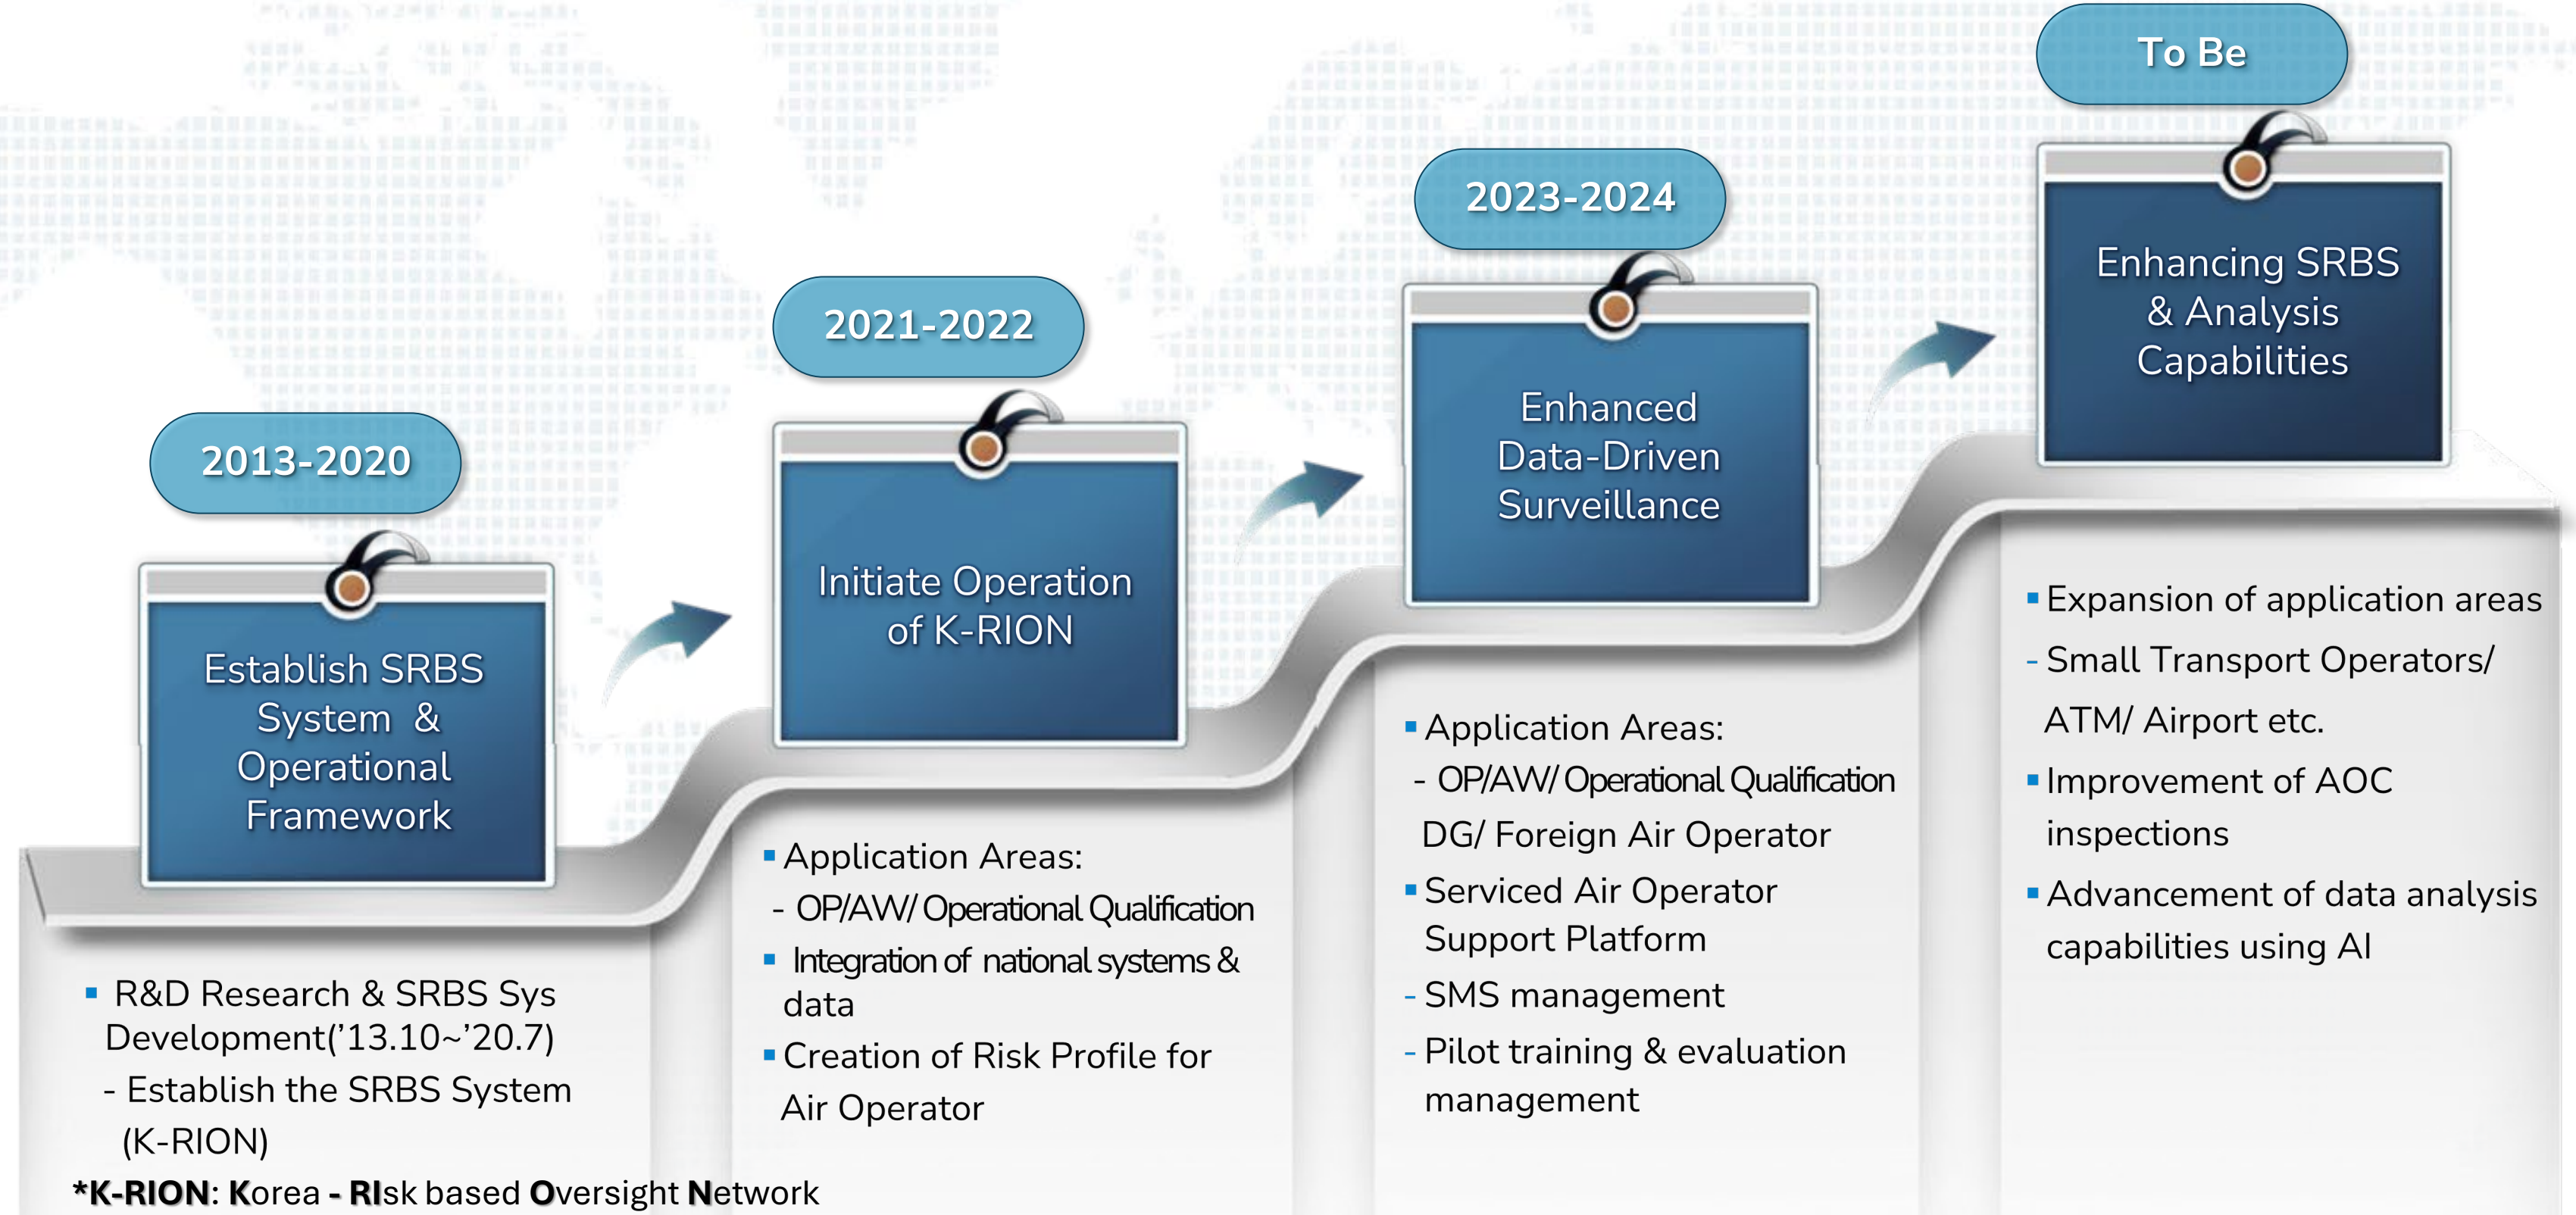 2013-2020
Establish SRBS
System &
Operational
Framework
▪ R&D Research & SRBS Sys
Development('13.10~'20.7)
- Establish the SRBS System
(K-RION)
*K-RION: Korea - RIsk based Oversight Network
2021-2022
Initiate Operation
of K-RION
▪ Application Areas:
- OP/AW/ Operational Qualification
▪ Integration of national systems &
data
▪ Creation of Risk Profile for
Air Operator
2023-2024
Enhanced
Data-Driven
Surveillance
▪ Application Areas:
- OP/AW/ Operational Qualification
DG/ Foreign Air Operator
▪ Serviced Air Operator
Support Platform
- SMS management
- Pilot training & evaluation
management
To Be
Enhancing SRBS
& Analysis
Capabilities
▪ Expansion of application areas
- Small Transport Operators/
ATM/ Airport etc.
▪ Improvement of AOC
inspections
▪ Advancement of data analysis
capabilities using AI